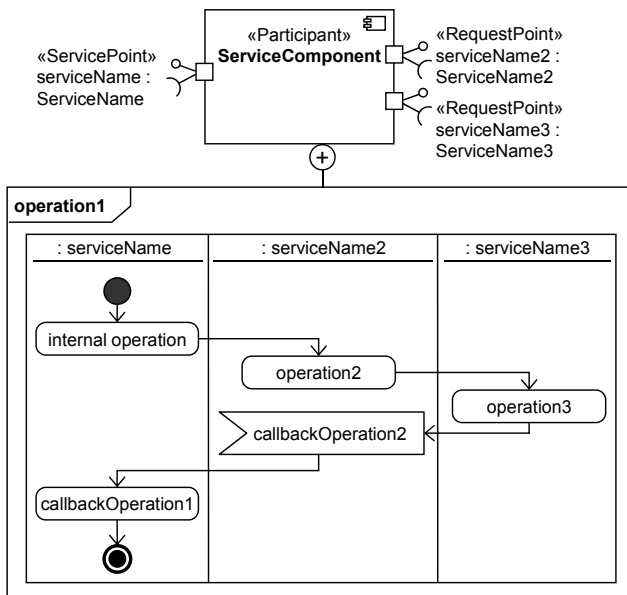 «Participant»
ServiceComponent
«ServicePoint»
serviceName :
ServiceName
«RequestPoint»
serviceName2 :
ServiceName2
«RequestPoint»
serviceName3 :
ServiceName3
operation1
: serviceName
: serviceName2
: serviceName3
internal operation
operation2
operation3
callbackOperation2
callbackOperation1